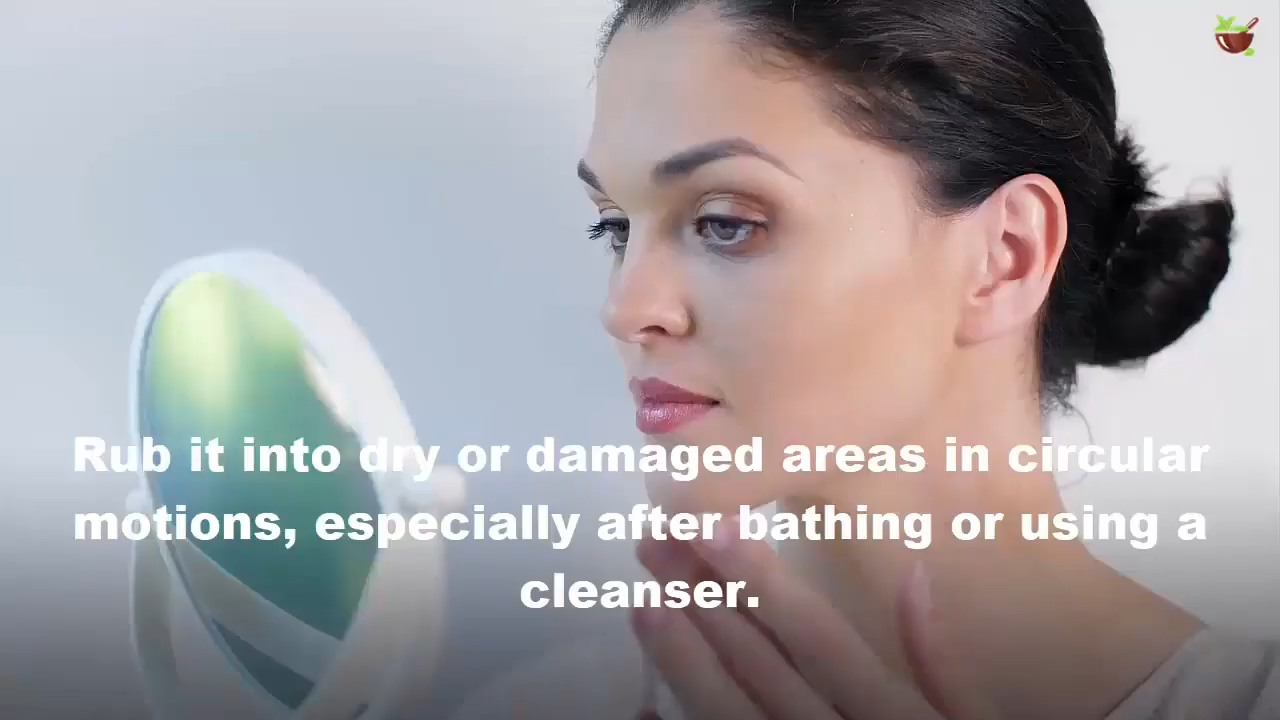 Rub it into dry or damaged areas in circular
motions, especially after bathing or using a
cleanser.